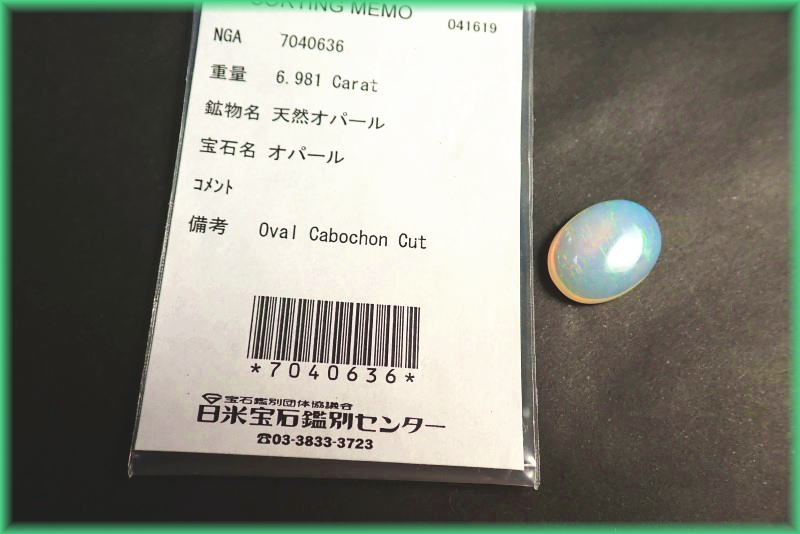 SORTING MEMO
041619
NGA 7040636
重量 6.981 Carat
鉱物名 天然オパール
宝石名 オパール
コメント
備考 Oval Cabochon Cut
*7040636*
宝石鑑別団体協議会
日米宝石鑑別センター
☎03-3833-3723